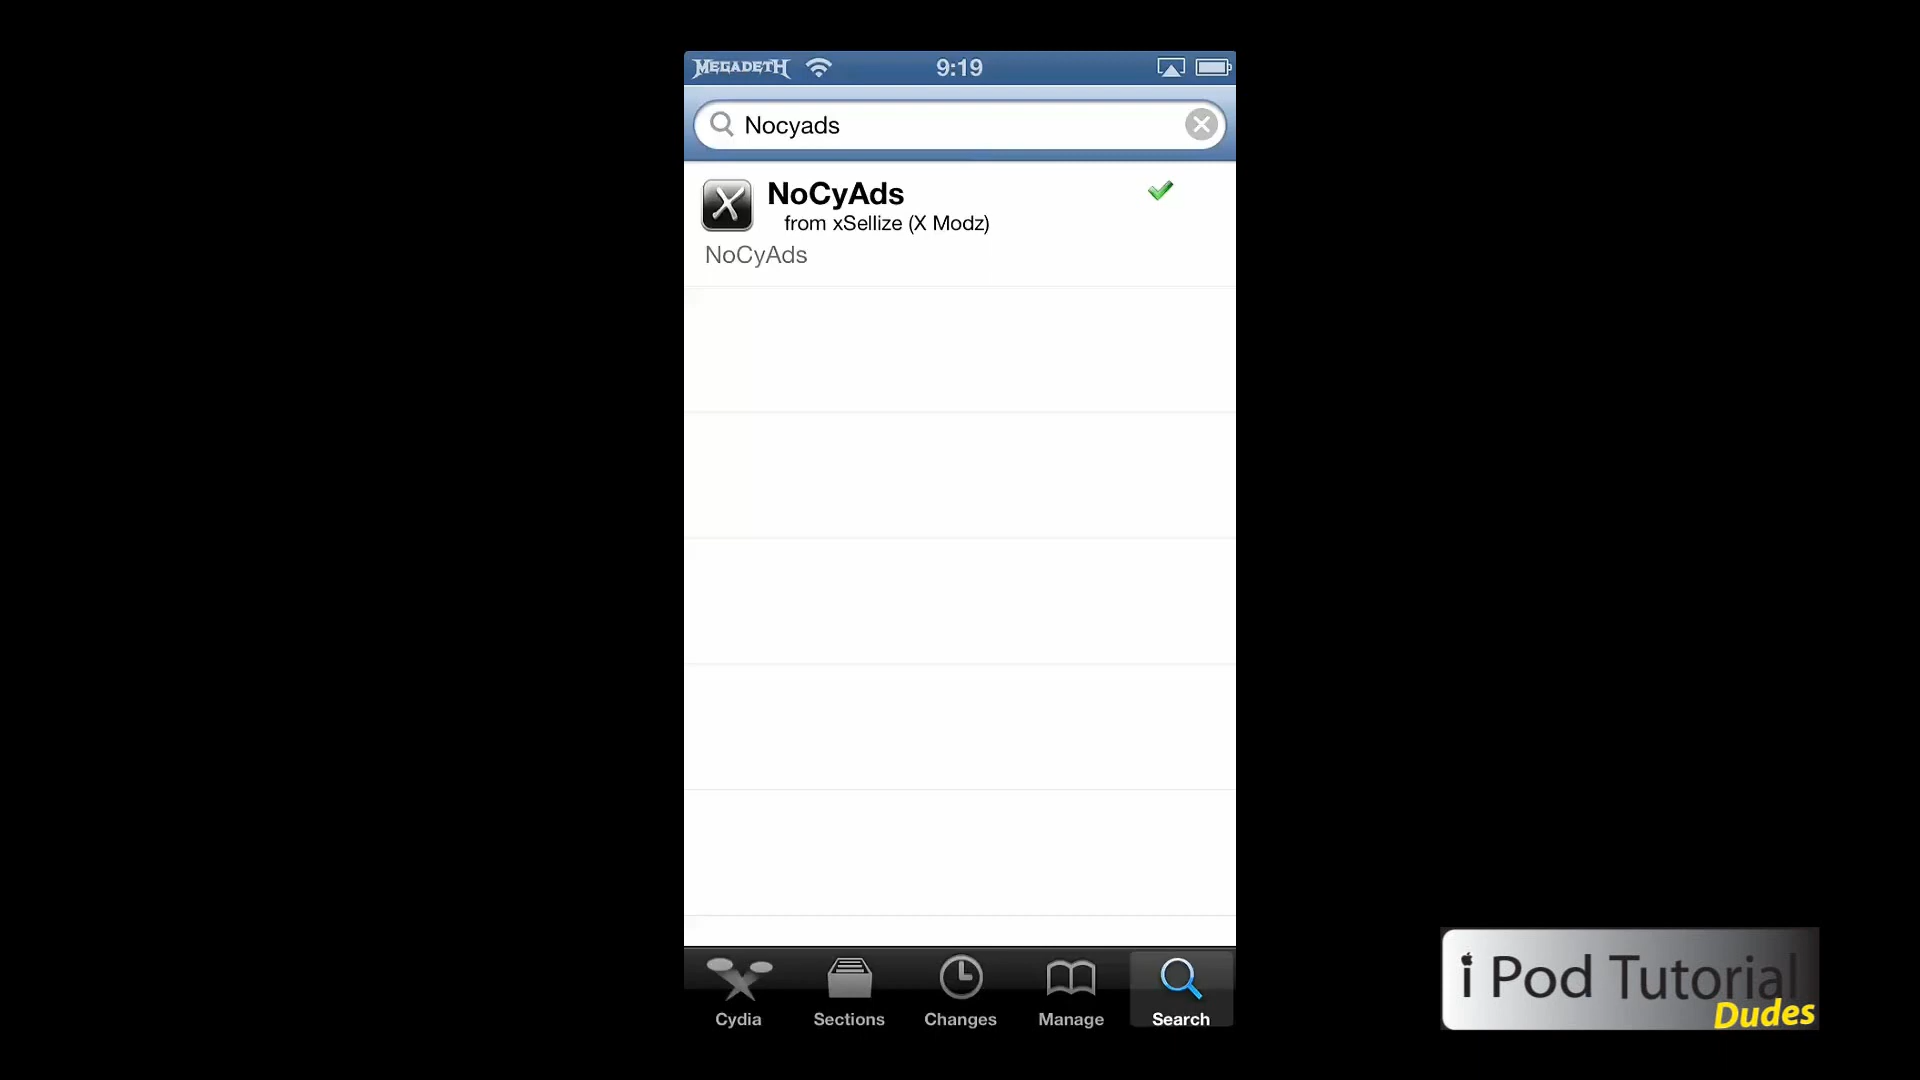 MEGADETH 9:19
Nocyads
NoCyAds
from xSellize (X Modz)
NoCyAds
Cydia Sections Changes Manage Search
i Pod Tutorial
Dudes